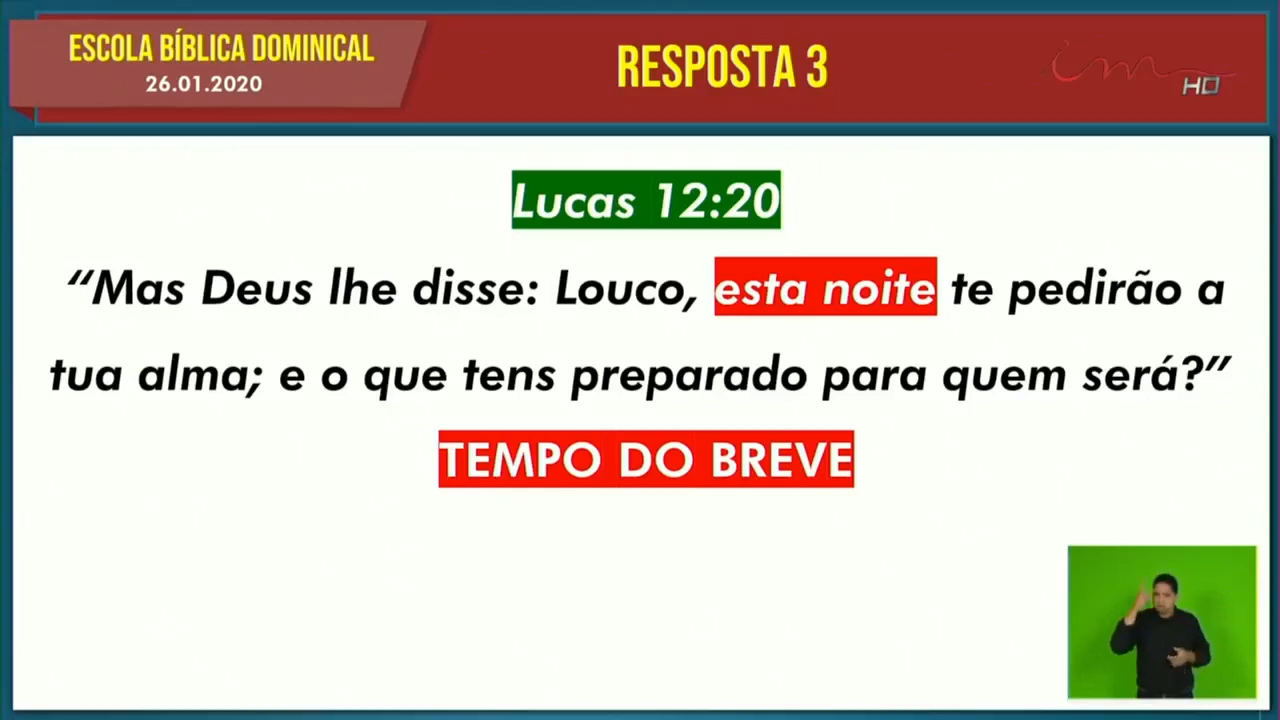 ESCOLA BÍBLICA DOMINICAL
26.01.2020
RESPOSTA 3
im
HD
Lucas 12:20
“Mas Deus lhe disse: Louco, esta noite te pedirão a
tua alma; e o que tens preparado para quem será?”
TEMPO DO BREVE